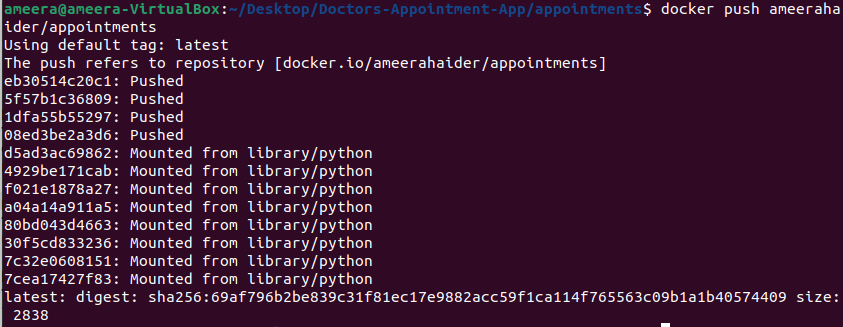 ameera@ameera-VirtualBox:~/Desktop/Doctors-Appointment-App/appointments$ docker push ameeraha
ider/appointments
Using default tag: latest
The push refers to repository [docker.io/ameerahaider/appointments]
eb30514c20c1: Pushed
5f57b1c36809: Pushed
1dfa55b55297: Pushed
08ed3be2a3d6: Pushed
d5ad3ac69862: Mounted from library/python
4929be171cab: Mounted from library/python
f021e1878a27: Mounted from library/python
a04a14a911a5: Mounted from library/python
80bd043d4663: Mounted from library/python
30f5cd833236: Mounted from library/python
7c32e0608151: Mounted from library/python
7cea17427f83: Mounted from library/python
latest: digest: sha256:69af796b2be839c31f81ec17e9882acc59f1ca114f765563c09b1a1b40574409 size:
2838